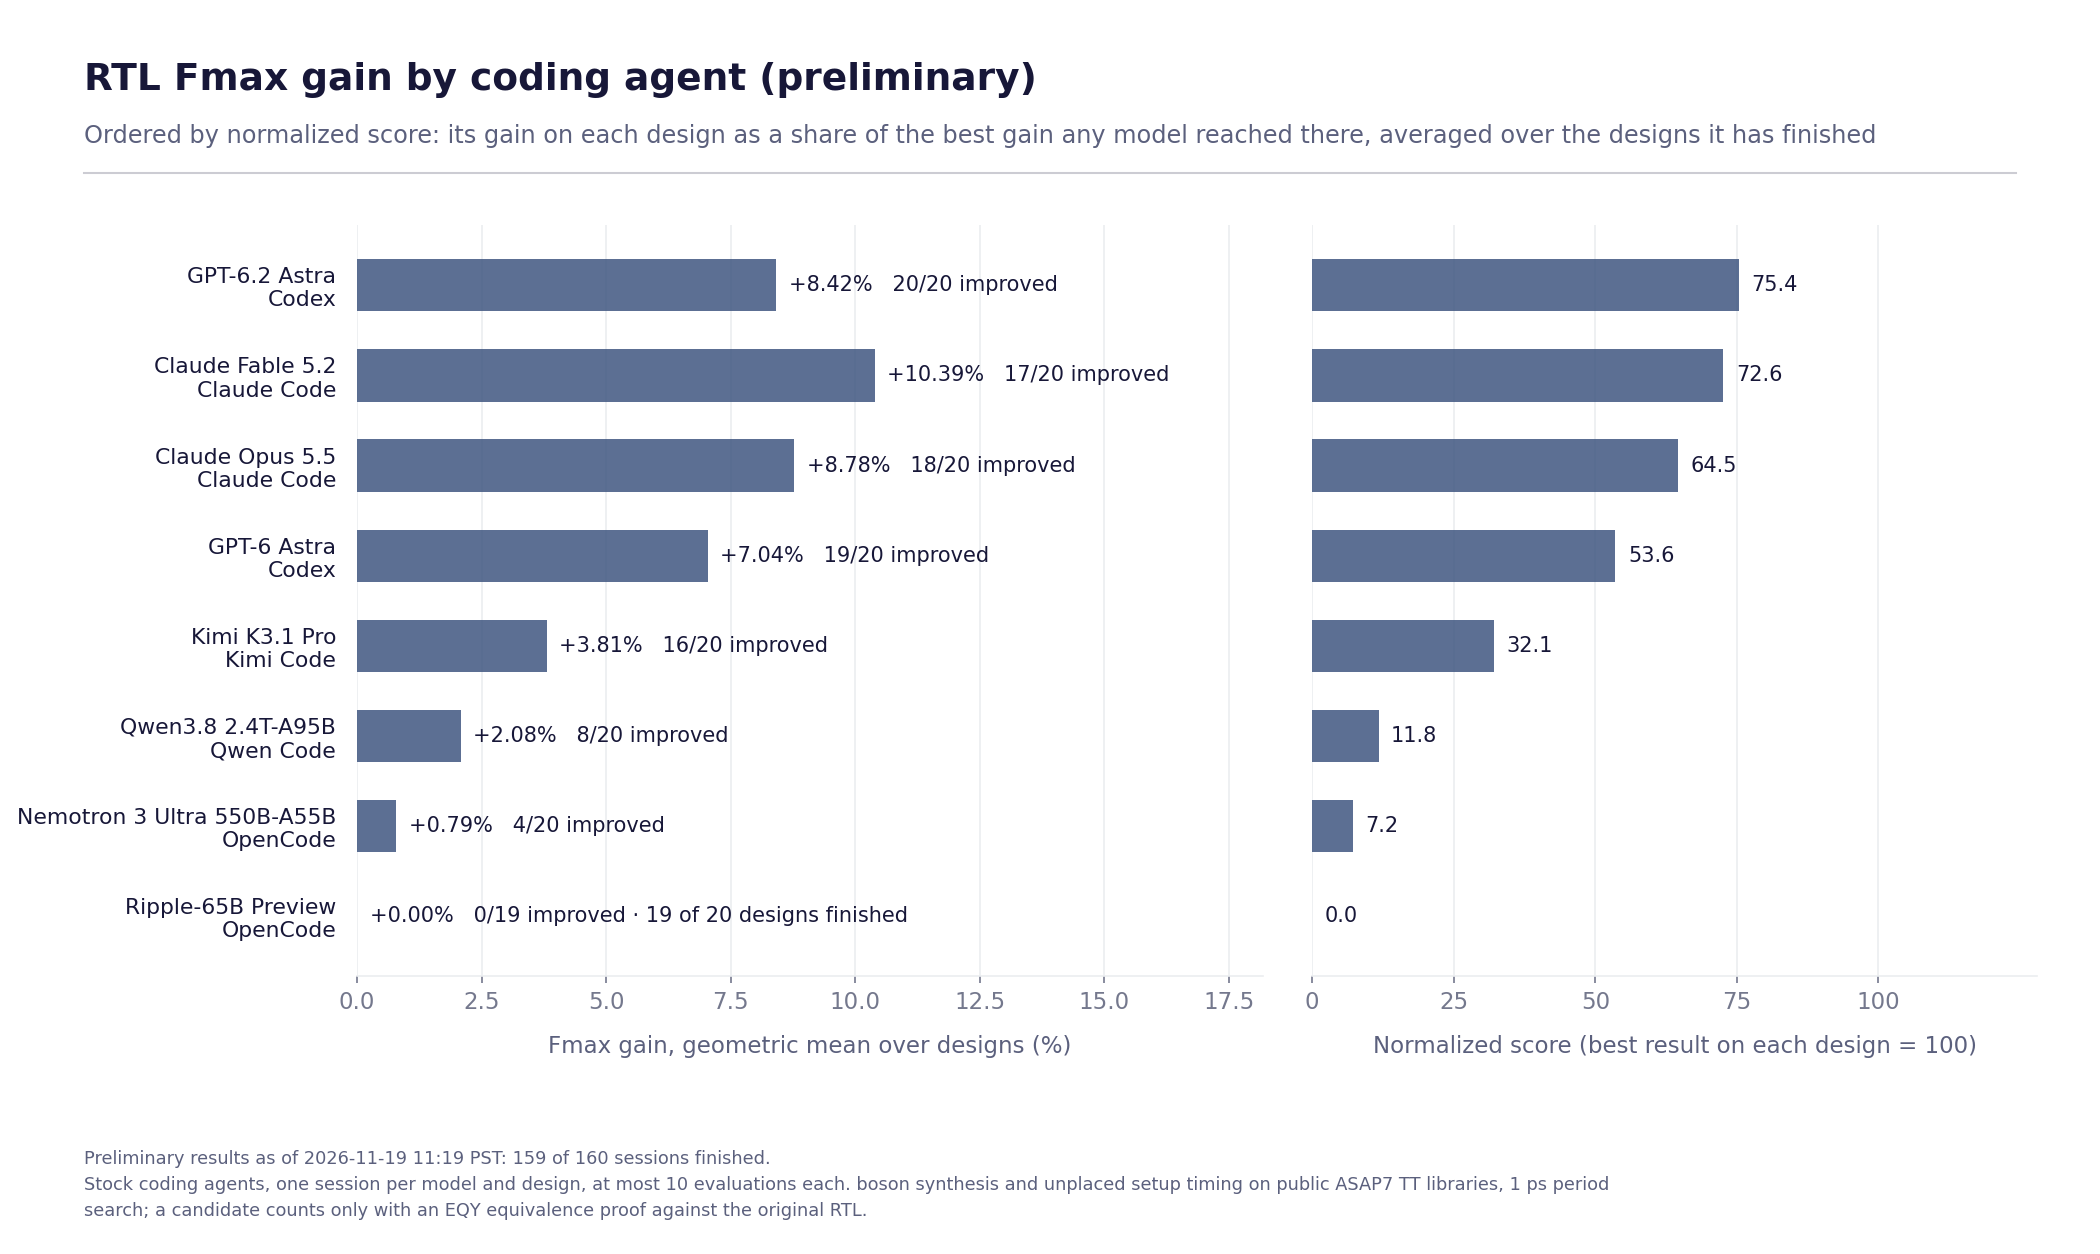 RTL Fmax gain by coding agent (preliminary)
Ordered by normalized score: its gain on each design as a share of the best gain any model reached there, averaged over the designs it has finished
GPT-6.2 Astra
Codex
+8.42% 20/20 improved
75.4
Claude Fable 5.2
Claude Code
+10.39% 17/20 improved
72.6
Claude Opus 5.5
Claude Code
+8.78% 18/20 improved
64.5
GPT-6 Astra
Codex
+7.04% 19/20 improved
53.6
Kimi K3.1 Pro
Kimi Code
+3.81% 16/20 improved
32.1
Qwen3.8 2.4T-A95B
Qwen Code
+2.08% 8/20 improved
11.8
Nemotron 3 Ultra 550B-A55B
OpenCode
+0.79% 4/20 improved
7.2
Ripple-65B Preview
OpenCode
+0.00% 0/19 improved · 19 of 20 designs finished
0.0
0.0 2.5 5.0 7.5 10.0 12.5 15.0 17.5
0 25 50 75 100
Fmax gain, geometric mean over designs (%)
Normalized score (best result on each design = 100)
Preliminary results as of 2026-11-19 11:19 PST: 159 of 160 sessions finished.
Stock coding agents, one session per model and design, at most 10 evaluations each. boson synthesis and unplaced setup timing on public ASAP7 TT libraries, 1 ps period
search; a candidate counts only with an EQY equivalence proof against the original RTL.